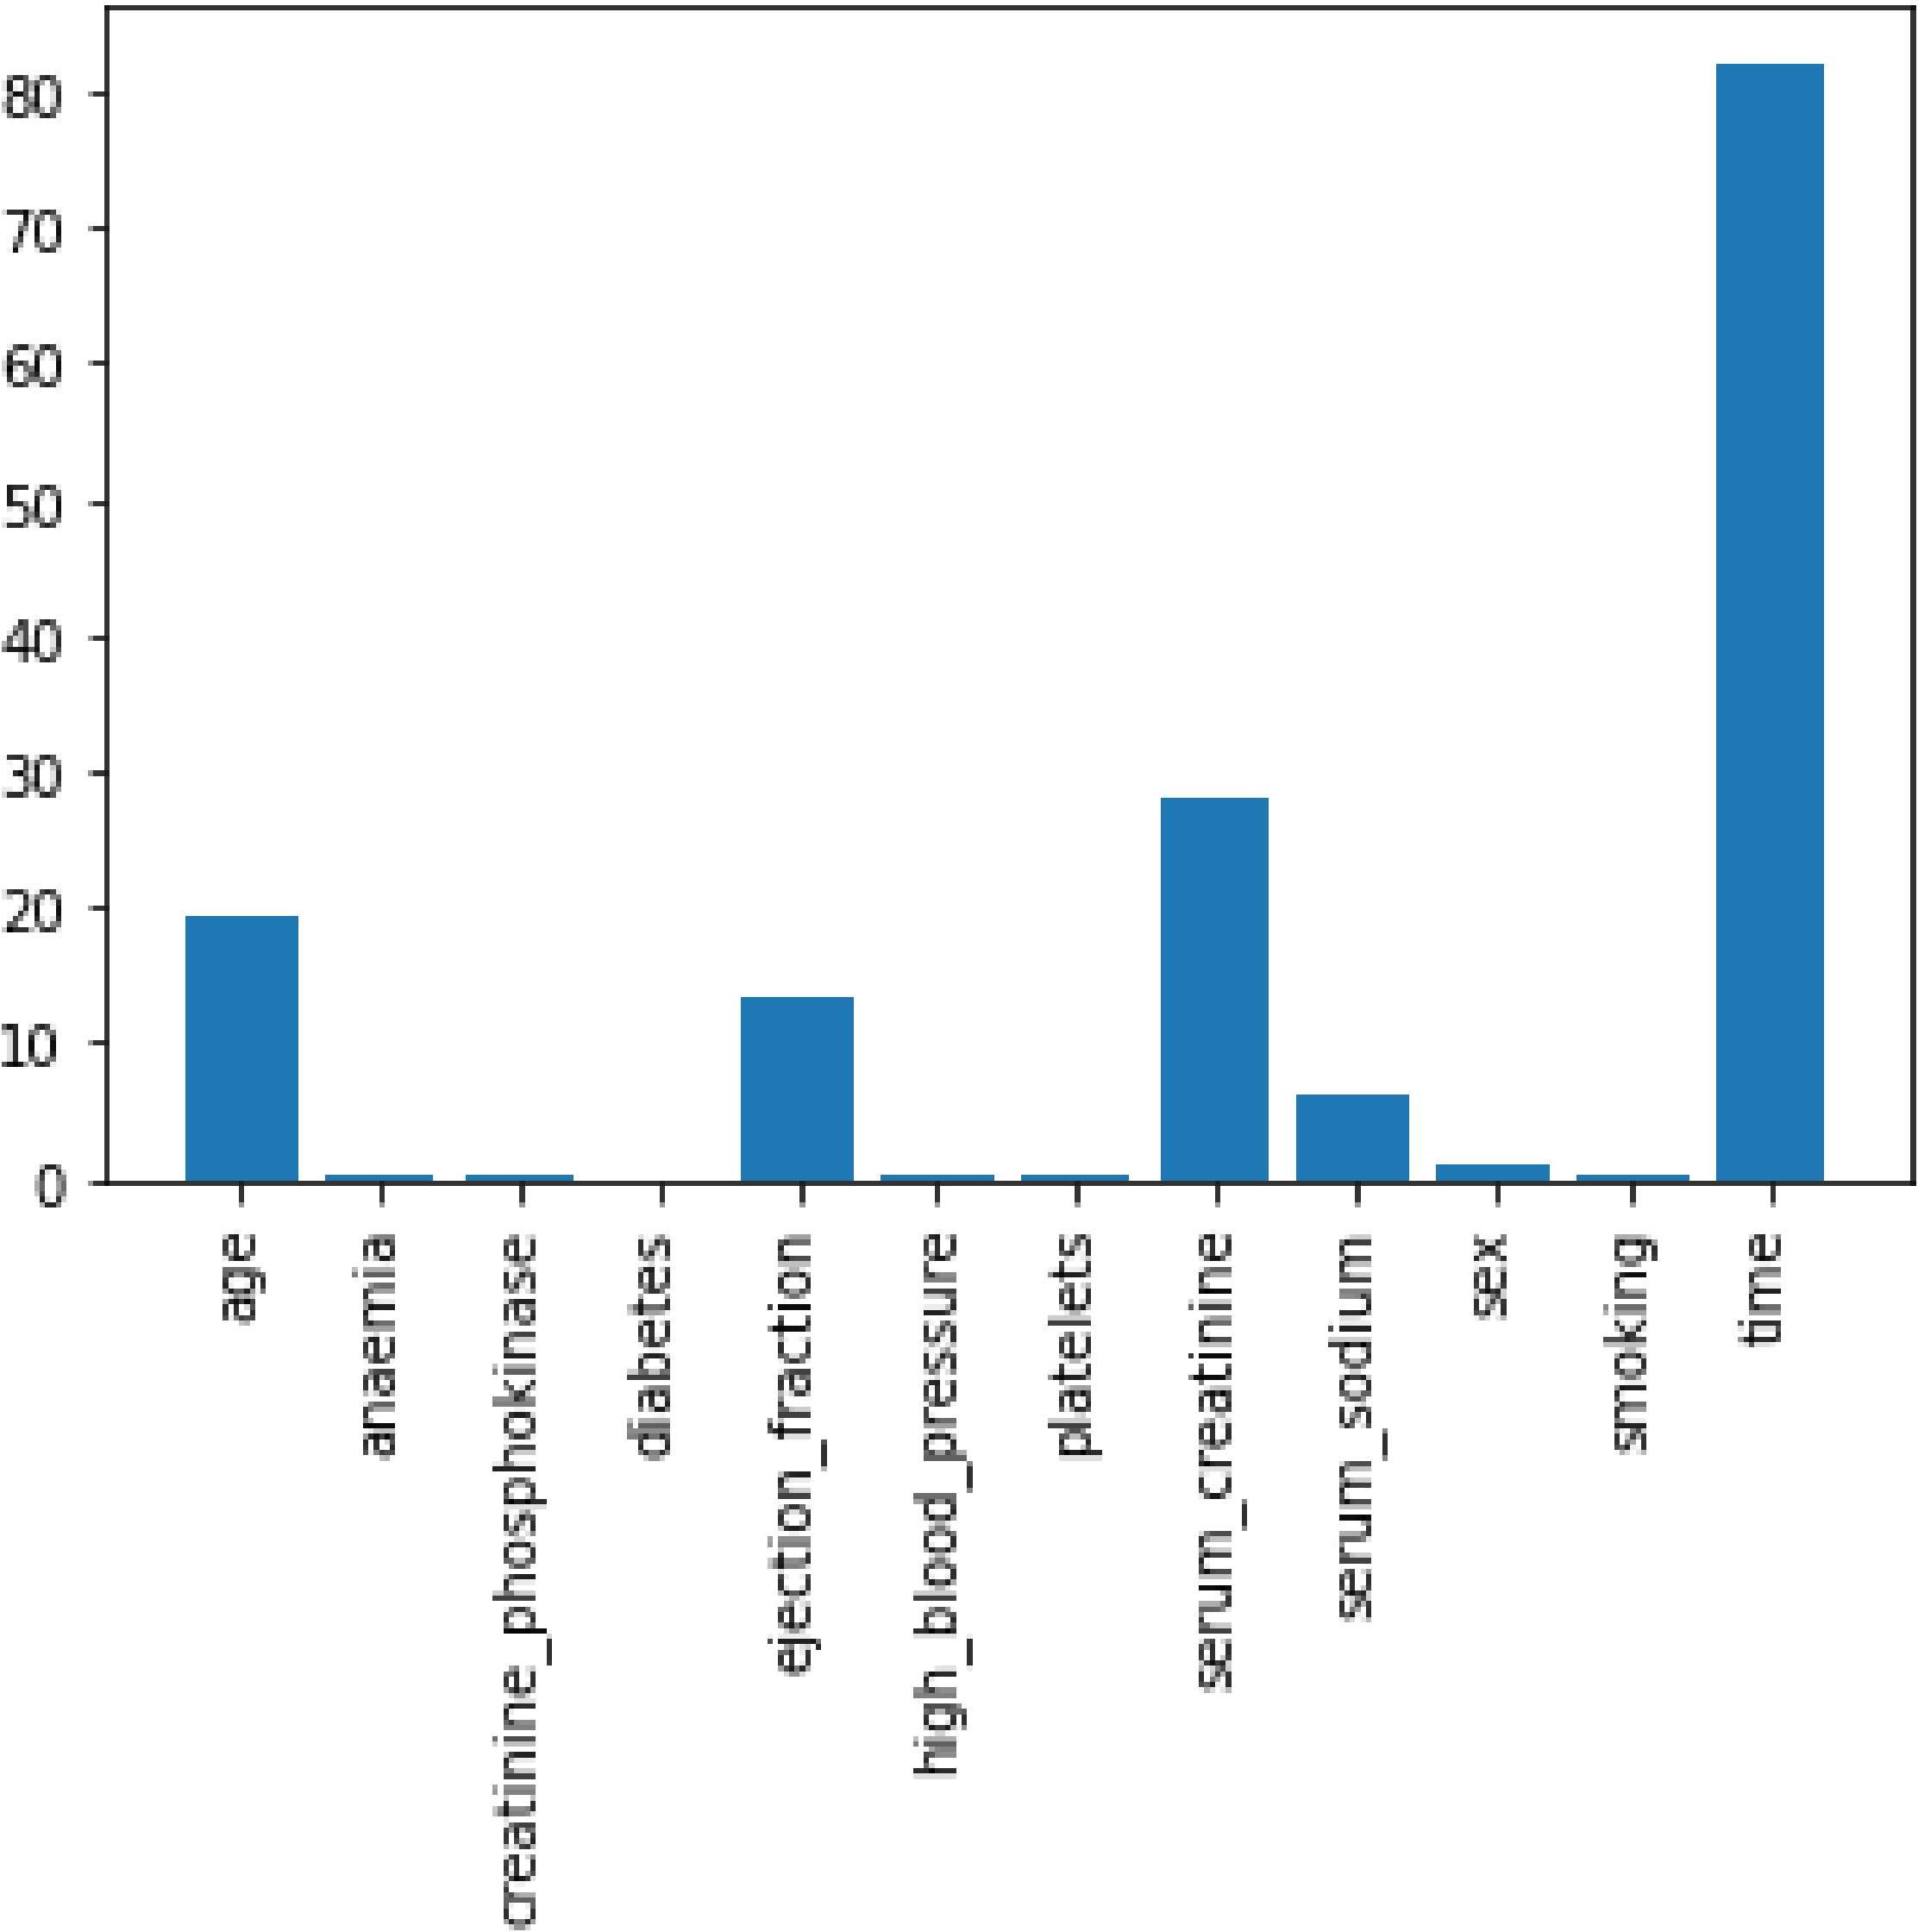 80
70
60
50
40
30
20
10
0
age
anaemia
creatinine_phosphokinase
diabetes
ejection_fraction
high_blood_pressure
platelets
serum_creatinine
serum_sodium
sex
smoking
time